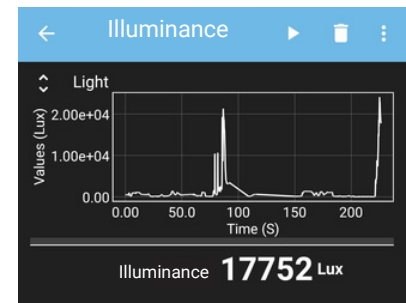 Illuminance
Light
Values (Lux)
2.00e+04
1.00e+04
0.00
0.00 50.0 100 150 200
Time (S)
Illuminance 17752 Lux